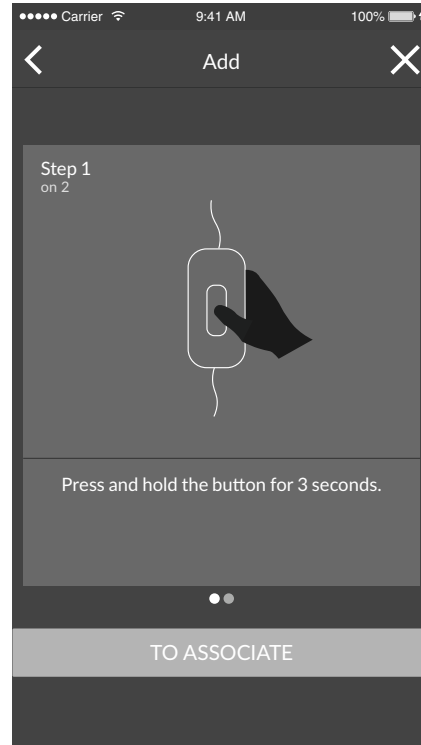 Carrier 9:41 AM 100%
Add
Step 1
on 2
Press and hold the button for 3 seconds.
TO ASSOCIATE